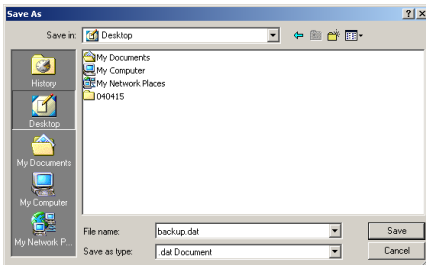 Save As
Save in: Desktop
History
Desktop
My Documents
My Computer
My Network P...
My Documents
My Computer
My Network Places
040415
File name: backup.dat Save
Save as type: .dat Document Cancel